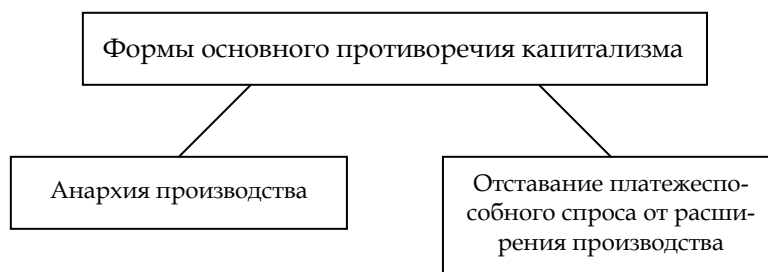 Формы основного противоречия капитализма
Анархия производства
Отставание платежеспо-
собного спроса от расши-
рения производства